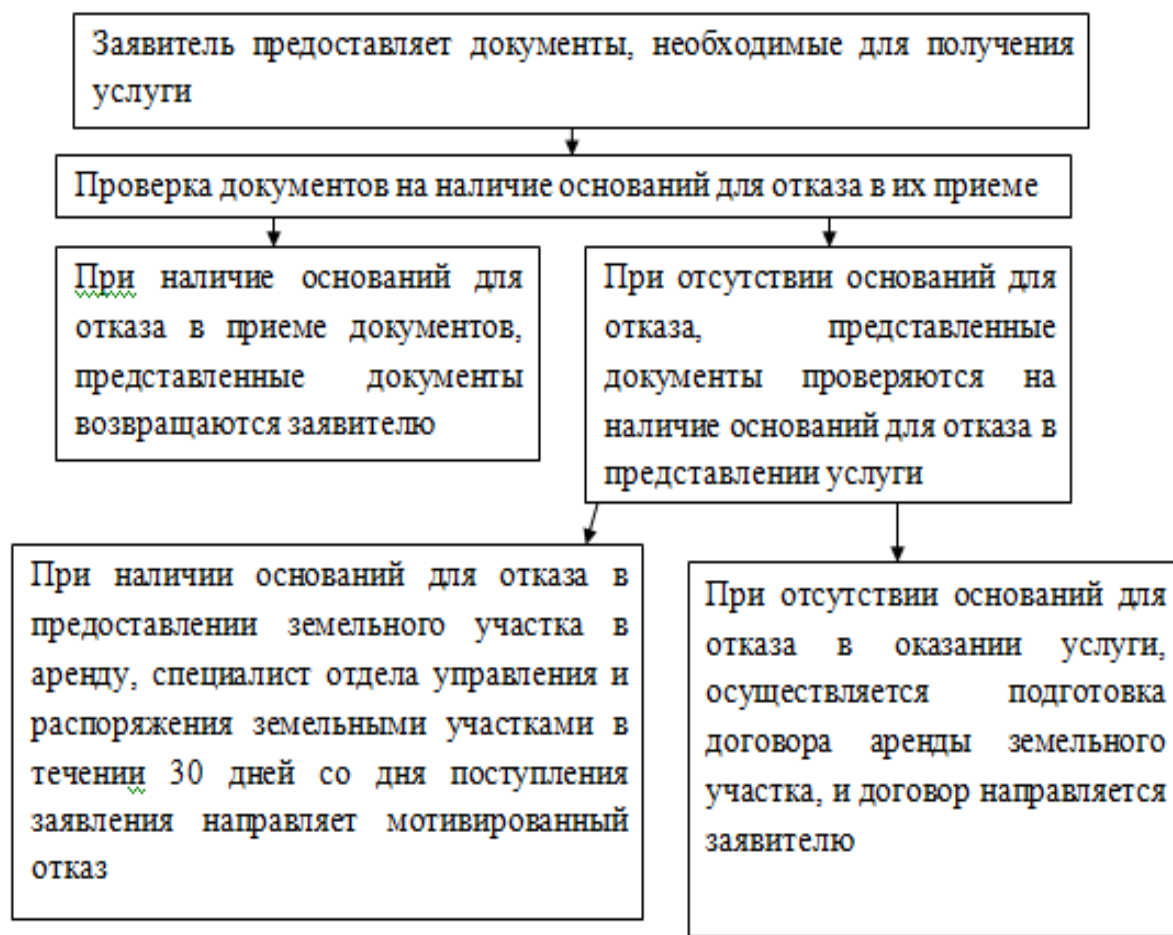 Заявитель предоставляет документы, необходимые для получения
услуги
Проверка документов на наличие оснований для отказа в их приеме
При наличие оснований для
отказа в приеме документов,
представленные документы
возвращаются заявителю
При отсутствии оснований для
отказа, представленные
документы проверяются на
наличие оснований для отказа в
представлении услуги
При наличии оснований для отказа в
предоставлении земельного участка в
аренду, специалист отдела управления и
распоряжения земельными участками в
течении 30 дней со дня поступления
заявления направляет мотивированный
отказ
При отсутствии оснований для
отказа в оказании услуги,
осуществляется подготовка
договора аренды земельного
участка, и договор направляется
заявителю